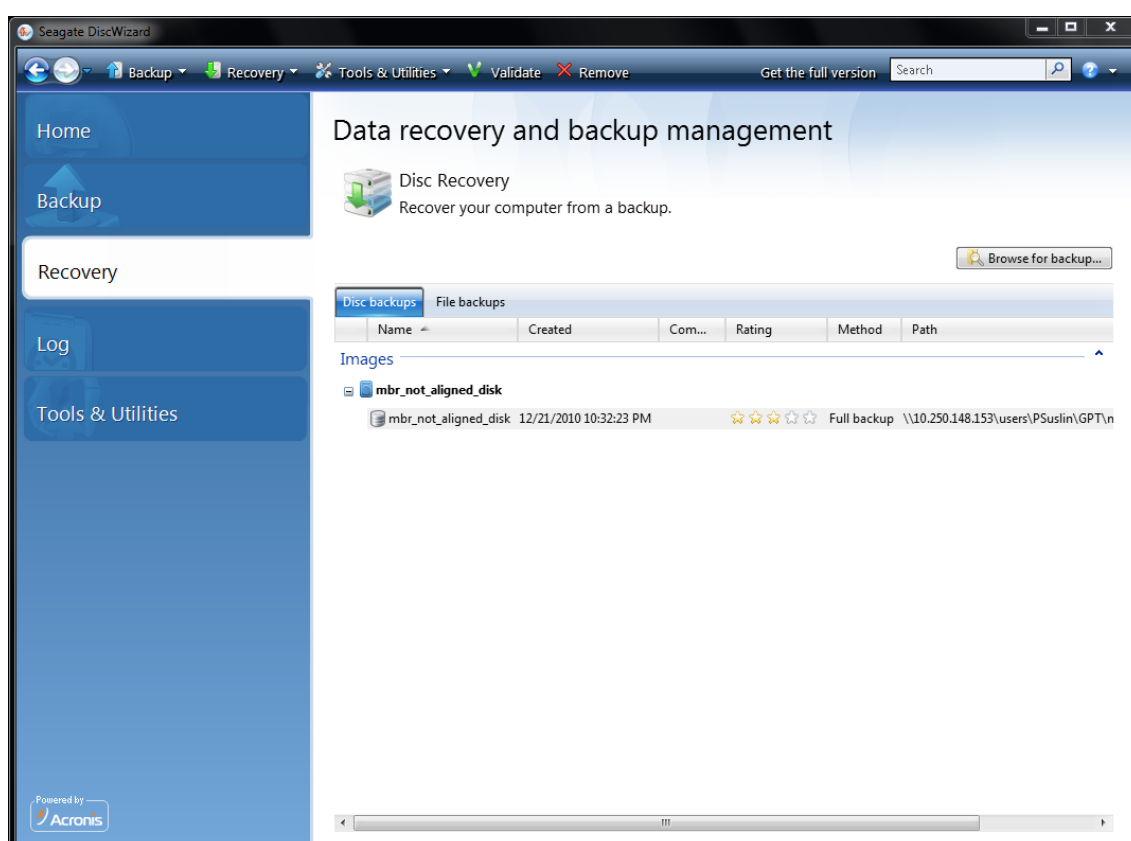 Seagate DiscWizard
Backup Recovery Tools & Utilities Validate Remove Get the full version Search
Home
Backup
Recovery
Log
Tools & Utilities
Powered by
Acronis
Data recovery and backup management
Disc Recovery
Recover your computer from a backup.
Browse for backup...
Disc backups File backups
Name Created Com... Rating Method Path
Images
mbr_not_aligned_disk
mbr_not_aligned_disk 12/21/2010 10:32:23 PM Full backup \\10.250.148.153\users\PSuslin\GPT\n